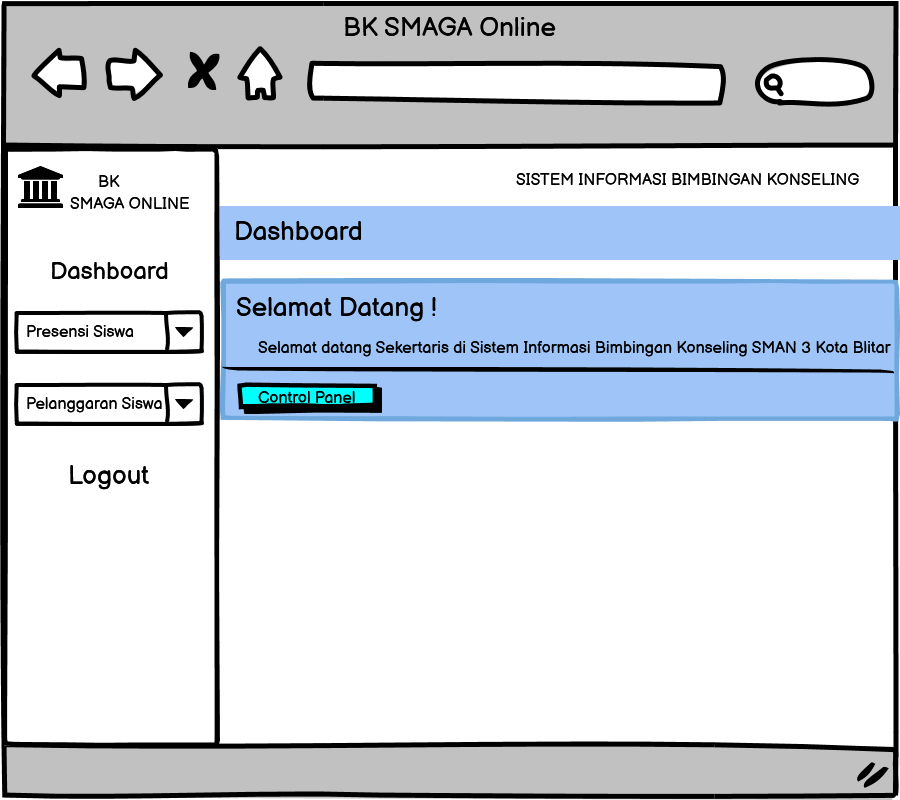 BK SMAGA Online
BK
SMAGA ONLINE
SISTEM INFORMASI BIMBINGAN KONSELING
Dashboard
Dashboard
Presensi Siswa
Pelanggaran Siswa
Logout
Selamat Datang !
Selamat datang Sekertaris di Sistem Informasi Bimbingan Konseling SMAN 3 Kota Blitar
Control Panel